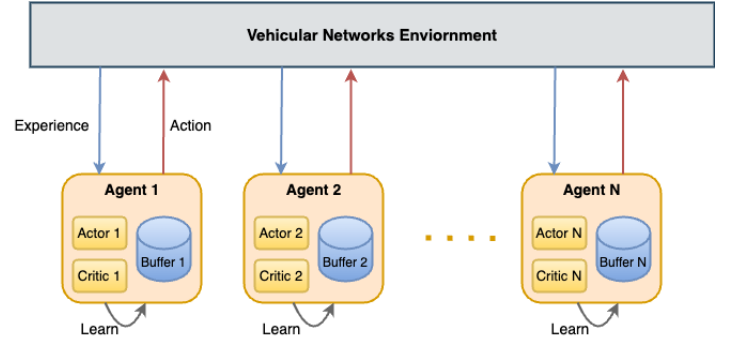 Vehicular Networks Enviornment
Experience
Action
Agent 1
Actor 1
Critic 1
Buffer 1
Learn
Agent 2
Actor 2
Critic 2
Buffer 2
Learn
Agent N
Actor N
Critic N
Buffer N
Learn